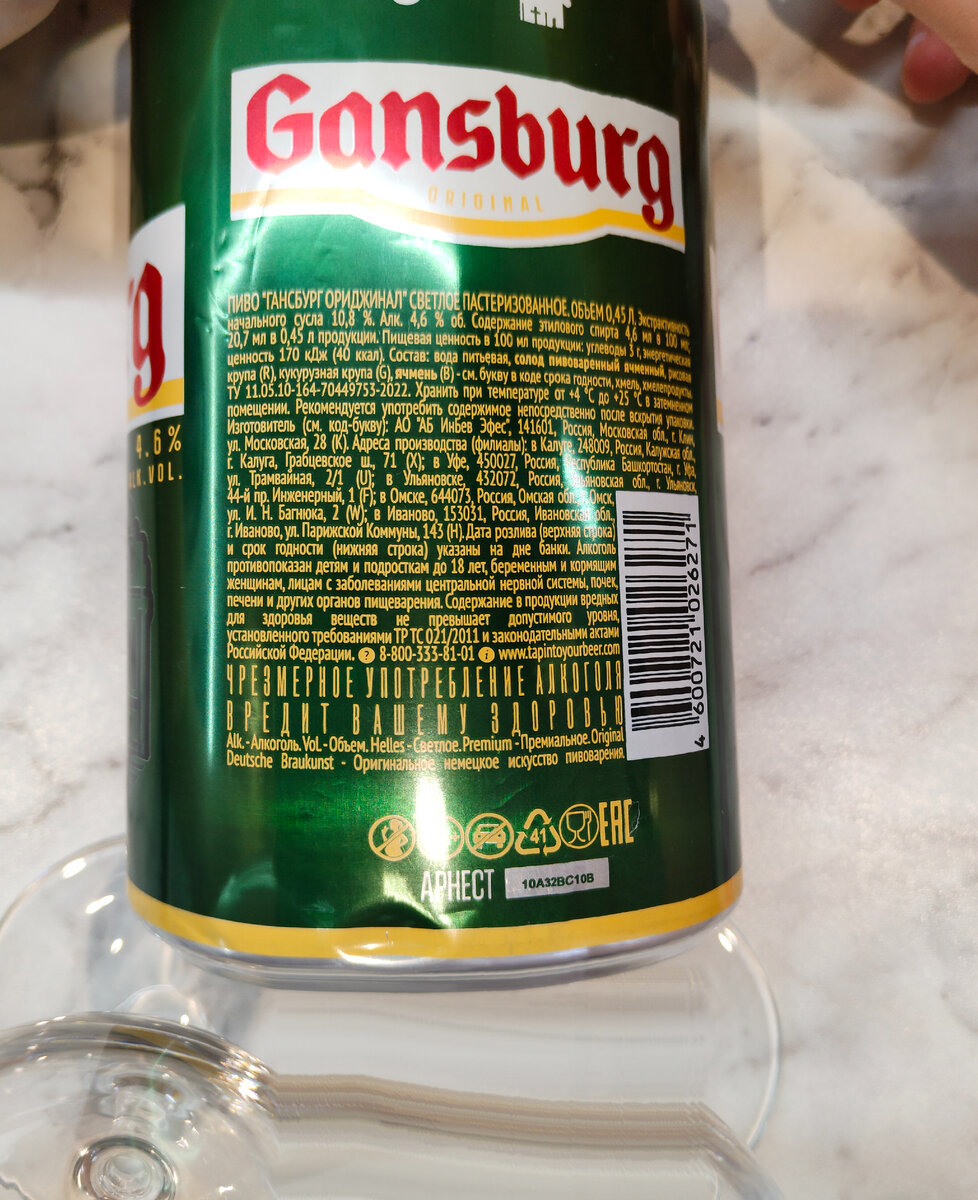 Gansburg
ORIGINAL
g
4.6%
ALK.VOL.
ПИВО "ГАНСБУРГ ОРИДЖИНАЛ" СВЕТЛОЕ ПАСТЕРИЗОВАННОЕ. ОБЪЕМ 0,45 Л. Экстрактивность
начального сусла 10,8 %. Алк. 4,6 % об. Содержание этилового спирта 4,6 мл в 100 мл,
20,7 мл в 0,45 л продукции. Пищевая ценность в 100 мл продукции: углеводы 3 г, энергетическая
ценность 170 кДж (40 ккал). Состав: вода питьевая, солод пивоваренный ячменный, рисовая
крупа (R), кукурузная крупа (G), ячмень (B) - см. букву в коде срока годности, хмель, хмелепродукты.
ТУ 11.05.10-164-70449753-2022. Хранить при температуре от +4 °C до +25 °C в затемненном
помещении. Рекомендуется употребить содержимое непосредственно после вскрытия упаковки.
Изготовитель (см. код-букву): АО "АБ ИнБев Эфес", 141601, Россия, Московская обл., г. Клин,
ул. Московская, 28 (K). Адреса производства (филиалы): в Калуге, 248009, Россия, Калужская обл.,
г. Калуга, Грабцевское ш., 71 (X); в Уфе, 450027, Россия, Республика Башкортостан, г. Уфа,
ул. Трамвайная, 2/1 (U); в Ульяновске, 432072, Россия, Ульяновская обл., г. Ульяновск,
44-й пр. Инженерный, 1 (F); в Омске, 644073, Россия, Омская обл., г. Омск,
ул. И. Н. Багнюка, 2 (W); в Иваново, 153031, Россия, Ивановская обл.,
г. Иваново, ул. Парижской Коммуны, 143 (H). Дата розлива (верхняя строка)
и срок годности (нижняя строка) указаны на дне банки. Алкоголь
противопоказан детям и подросткам до 18 лет, беременным и кормящим
женщинам, лицам с заболеваниями центральной нервной системы, почек,
печени и других органов пищеварения. Содержание в продукции вредных
для здоровья веществ не превышает допустимого уровня,
установленного требованиями ТР ТС 021/2011 и законодательными актами
Российской Федерации. ? 8-800-333-81-01 i www.tapintoyourbeer.com
ЧРЕЗМЕРНОЕ УПОТРЕБЛЕНИЕ АЛКОГОЛЯ
ВРЕДИТ ВАШЕМУ ЗДОРОВЬЮ
Alk. - Алкоголь. Vol. - Объем. Helles - Светлое. Premium - Премиальное. Original
Deutsche Braukunst - Оригинальное немецкое искусство пивоварения.
4 600721 026271
41
EAC
АРНЕСТ
10A32BC10B